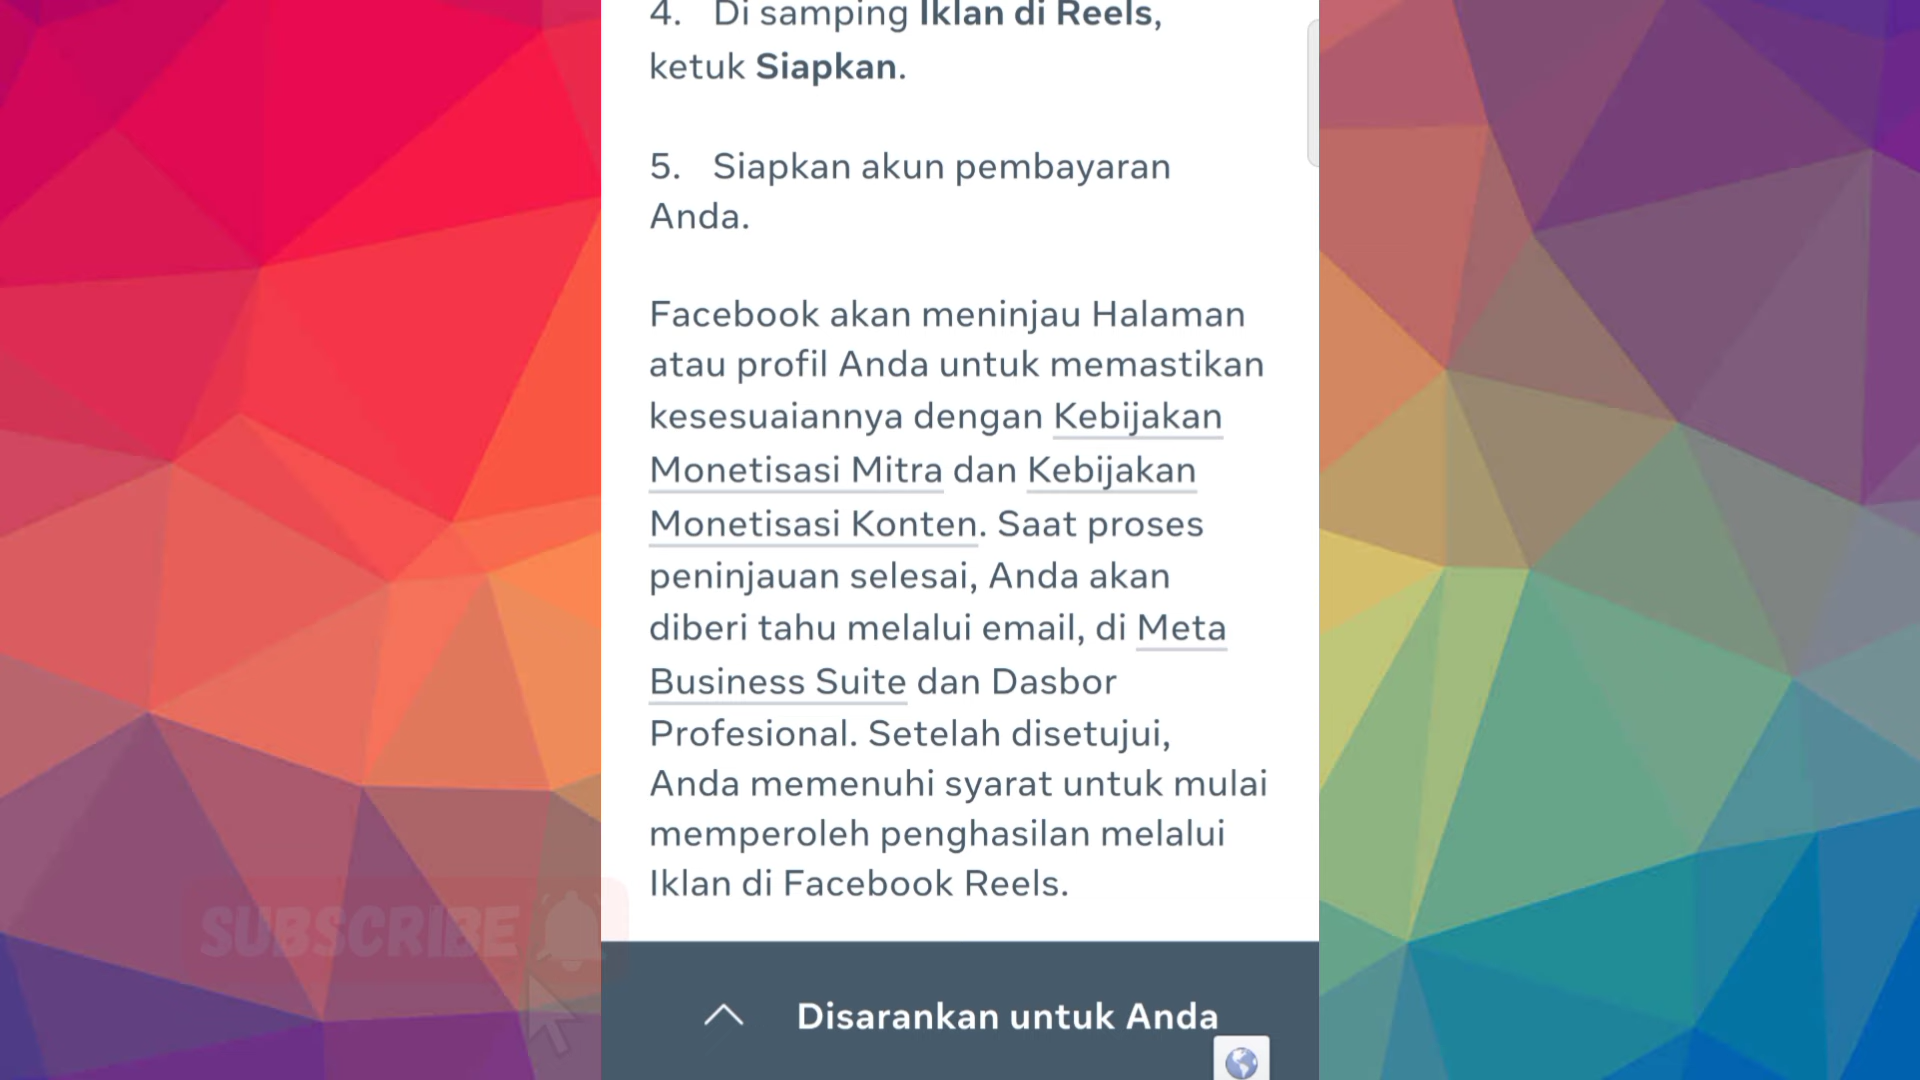 4. Di samping Iklan di Reels,
ketuk Siapkan.
5. Siapkan akun pembayaran
Anda.
Facebook akan meninjau Halaman
atau profil Anda untuk memastikan
kesesuaiannya dengan Kebijakan
Monetisasi Mitra dan Kebijakan
Monetisasi Konten. Saat proses
peninjauan selesai, Anda akan
diberi tahu melalui email, di Meta
Business Suite dan Dasbor
Profesional. Setelah disetujui,
Anda memenuhi syarat untuk mulai
memperoleh penghasilan melalui
Iklan di Facebook Reels.
SUBSCRIBE
Disarankan untuk Anda